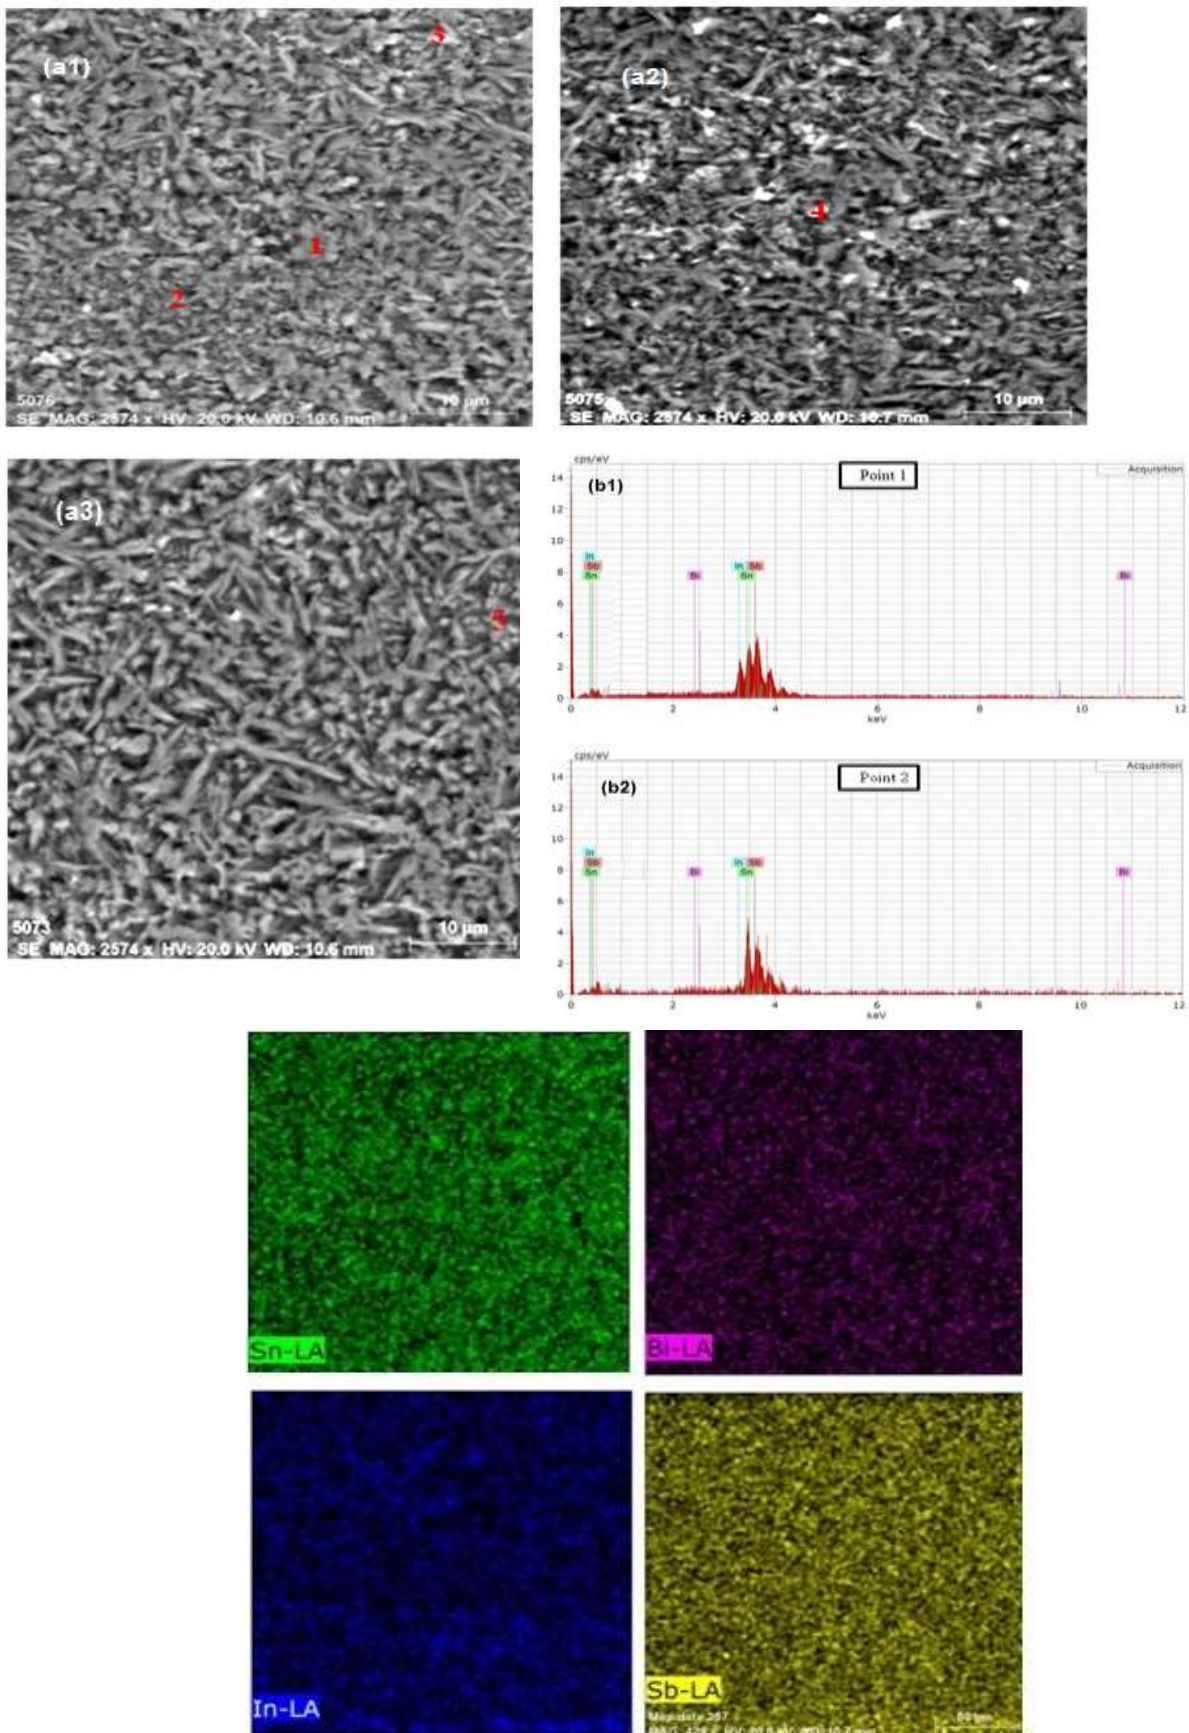 (a1)
3
1
2
5076
10 µm
SE MAG: 2574 x HV: 20.0 kV WD: 10.6 mm
(a2)
4
5075
10 µm
SE MAG: 2574 x HV: 20.0 kV WD: 10.7 mm
(a3)
5
5073
10 µm
SE MAG: 2574 x HV: 20.0 kV WD: 10.6 mm
cps/eV
(b1)
Point 1
Acquisition
14
12
10
8
6
4
2
0
In
Sb
Sn
Bi
In Sb
Sn
Bi
0 2 4 6 8 10 12
keV
cps/eV
(b2)
Point 2
Acquisition
14
12
10
8
6
4
2
0
In
Sb
Sn
Bi
In Sb
Sn
Bi
0 2 4 6 8 10 12
keV
Sn-LA
Bi-LA
In-LA
Sb-LA